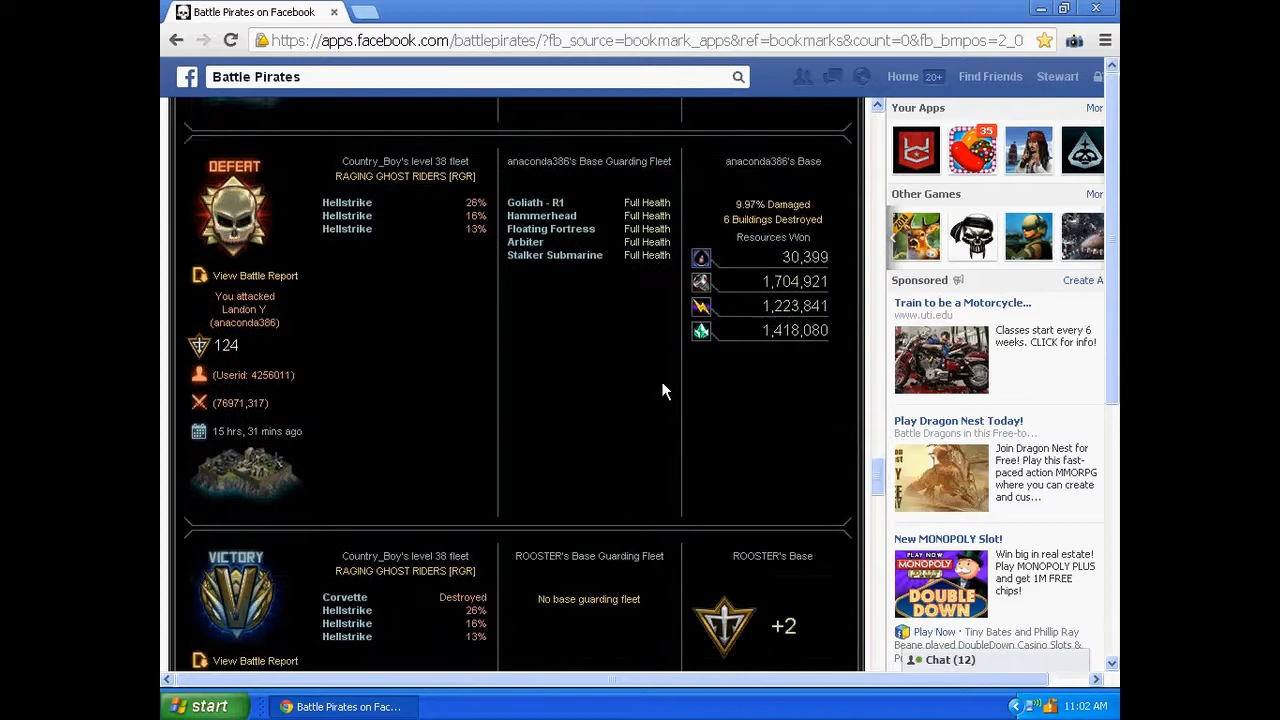 Battle Pirates on Facebook
https://apps.facebook.com/battlepirates/?fb_source=bookmark_apps&ref=bookmarks&count=0&fb_bmpos=2_0
Battle Pirates
Home 20+ Find Friends Stewart
DEFEAT
Country_Boy's level 38 fleet
RAGING GHOST RIDERS [RGR]
Hellstrike 26%
Hellstrike 16%
Hellstrike 13%
anaconda386's Base Guarding Fleet
Goliath - R1 Full Health
Hammerhead Full Health
Floating Fortress Full Health
Arbiter Full Health
Stalker Submarine Full Health
anaconda386's Base
9.97% Damaged
6 Buildings Destroyed
Resources Won
30,399
1,704,921
1,223,841
1,418,080
View Battle Report
You attacked
Landon Y
(anaconda386)
124
(Userid: 4256011)
(76971,317)
15 hrs, 31 mins ago
VICTORY
Country_Boy's level 38 fleet
RAGING GHOST RIDERS [RGR]
Corvette Destroyed
Hellstrike 26%
Hellstrike 16%
Hellstrike 13%
ROOSTER's Base Guarding Fleet
No base guarding fleet
ROOSTER's Base
+2
View Battle Report
Your Apps Mor
35
Other Games Mor
Sponsored Create A
Train to be a Motorcycle...
www.uti.edu
Classes start every 6
weeks. CLICK for info!
Play Dragon Nest Today!
Battle Dragons in this Free-to...
Join Dragon Nest for
Free! Play this fast-
paced action MMORPG
where you can create
and cus...
New MONOPOLY Slot!
PLAY NOW
MONOPOLY
PLUS
DOUBLE
DOWN
Win big in real estate!
Play MONOPOLY PLUS
and get 1M FREE
chips!
Play Now · Tiny Bates and Phillip Ray
Beane played DoubleDown Casino Slots &
Chat (12)
start
Battle Pirates on Fac...
11:02 AM